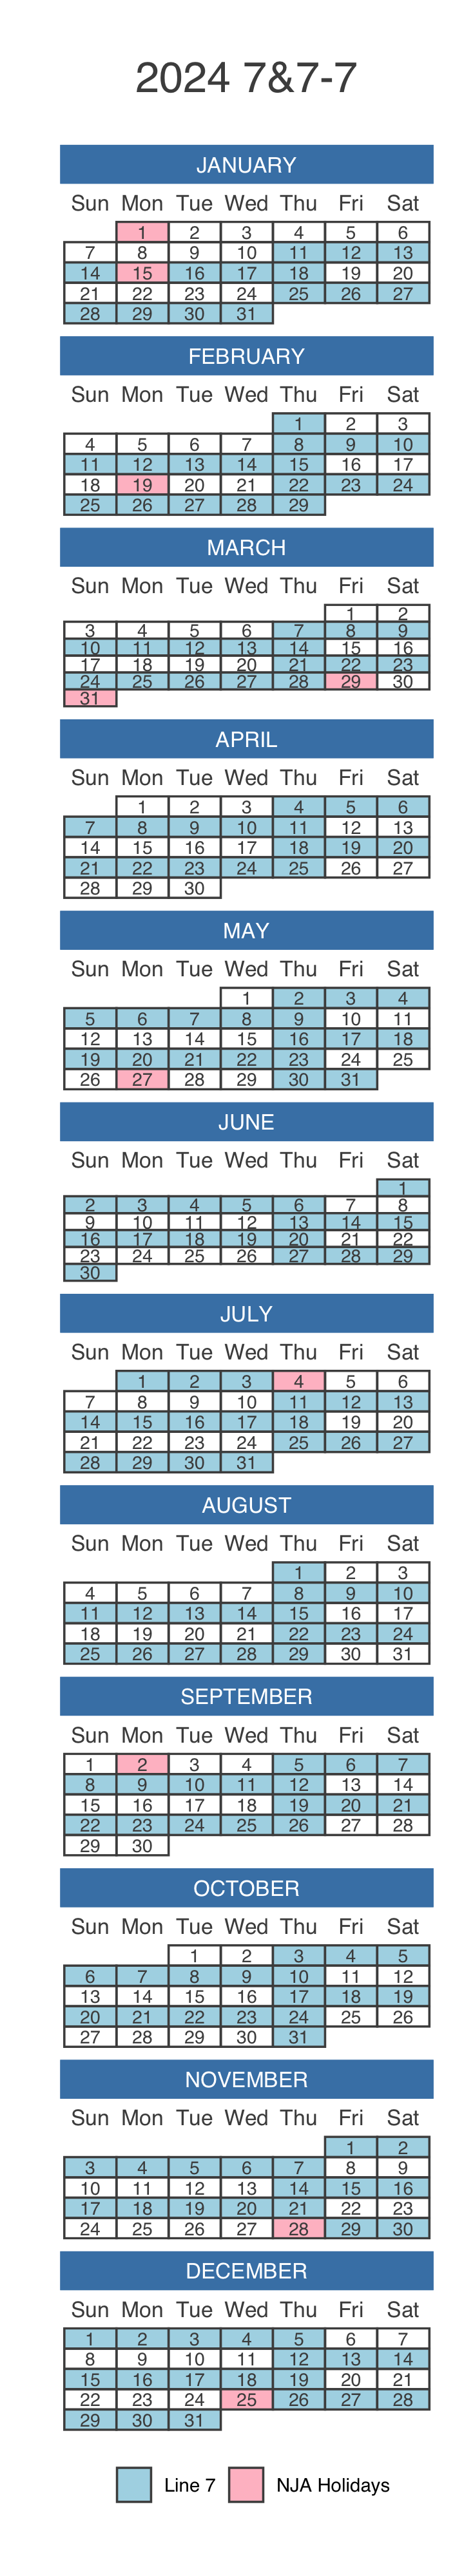 2024 7&7-7
JANUARY
Sun Mon Tue Wed Thu Fri Sat
1 2 3 4 5 6
7 8 9 10 11 12 13
14 15 16 17 18 19 20
21 22 23 24 25 26 27
28 29 30 31
FEBRUARY
Sun Mon Tue Wed Thu Fri Sat
1 2 3
4 5 6 7 8 9 10
11 12 13 14 15 16 17
18 19 20 21 22 23 24
25 26 27 28 29
MARCH
Sun Mon Tue Wed Thu Fri Sat
1 2
3 4 5 6 7 8 9
10 11 12 13 14 15 16
17 18 19 20 21 22 23
24 25 26 27 28 29 30
31
APRIL
Sun Mon Tue Wed Thu Fri Sat
1 2 3 4 5 6
7 8 9 10 11 12 13
14 15 16 17 18 19 20
21 22 23 24 25 26 27
28 29 30
MAY
Sun Mon Tue Wed Thu Fri Sat
1 2 3 4
5 6 7 8 9 10 11
12 13 14 15 16 17 18
19 20 21 22 23 24 25
26 27 28 29 30 31
JUNE
Sun Mon Tue Wed Thu Fri Sat
1
2 3 4 5 6 7 8
9 10 11 12 13 14 15
16 17 18 19 20 21 22
23 24 25 26 27 28 29
30
JULY
Sun Mon Tue Wed Thu Fri Sat
1 2 3 4 5 6
7 8 9 10 11 12 13
14 15 16 17 18 19 20
21 22 23 24 25 26 27
28 29 30 31
AUGUST
Sun Mon Tue Wed Thu Fri Sat
1 2 3
4 5 6 7 8 9 10
11 12 13 14 15 16 17
18 19 20 21 22 23 24
25 26 27 28 29 30 31
SEPTEMBER
Sun Mon Tue Wed Thu Fri Sat
1 2 3 4 5 6 7
8 9 10 11 12 13 14
15 16 17 18 19 20 21
22 23 24 25 26 27 28
29 30
OCTOBER
Sun Mon Tue Wed Thu Fri Sat
1 2 3 4 5
6 7 8 9 10 11 12
13 14 15 16 17 18 19
20 21 22 23 24 25 26
27 28 29 30 31
NOVEMBER
Sun Mon Tue Wed Thu Fri Sat
1 2
3 4 5 6 7 8 9
10 11 12 13 14 15 16
17 18 19 20 21 22 23
24 25 26 27 28 29 30
DECEMBER
Sun Mon Tue Wed Thu Fri Sat
1 2 3 4 5 6 7
8 9 10 11 12 13 14
15 16 17 18 19 20 21
22 23 24 25 26 27 28
29 30 31
Line 7 NJA Holidays